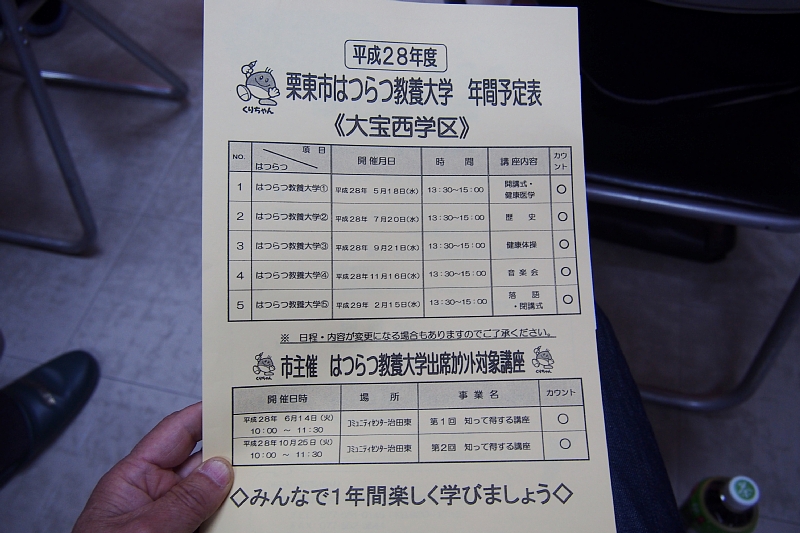 平成28年度
くりちゃん
栗東市はつらつ教養大学 年間予定表
《大宝西学区》
NO. 項目 はつらつ 開催月日 時間 講座内容 カウント
1 はつらつ教養大学① 平成28年 5月18日(水) 13:30～15:00 開講式・健康医学 ○
2 はつらつ教養大学② 平成28年 7月20日(水) 13:30～15:00 歴史 ○
3 はつらつ教養大学③ 平成28年 9月21日(水) 13:30～15:00 健康体操 ○
4 はつらつ教養大学④ 平成28年11月16日(水) 13:30～15:00 音楽会 ○
5 はつらつ教養大学⑤ 平成29年 2月15日(水) 13:30～15:00 落語・閉講式 ○
※ 日程・内容が変更になる場合もありますのでご了承ください。
くりちゃん
市主催 はつらつ教養大学出席ｶｳﾝﾄ対象講座
くりちゃん
開催日時 場所 事業名 カウント
平成28年 6月14日(火) 10:00 ～ 11:30 ｺﾐｭﾆﾃｨｾﾝﾀｰ治田東 第1回 知って得する講座 ○
平成28年10月25日(火) 10:00 ～ 11:30 ｺﾐｭﾆﾃｨｾﾝﾀｰ治田東 第2回 知って得する講座 ○
◇みんなで1年間楽しく学びましょう◇